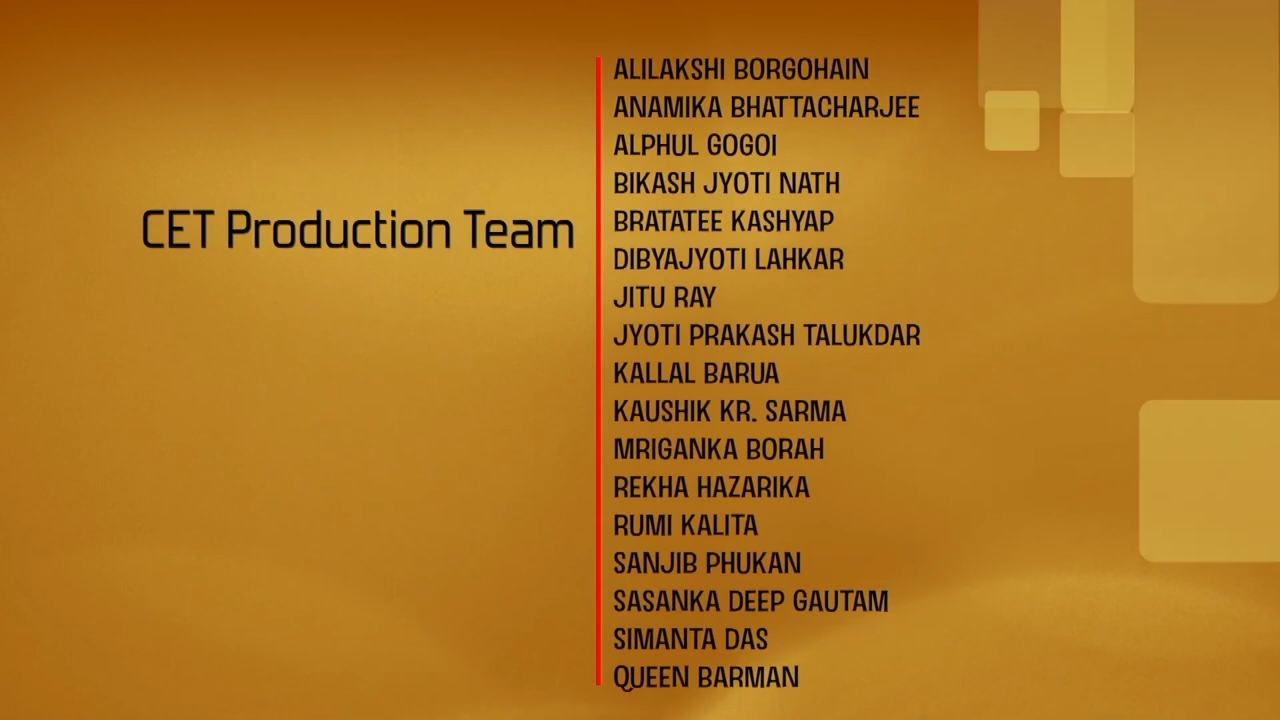 CET Production Team
ALILAKSHI BORGOHAIN
ANAMIKA BHATTACHARJEE
ALPHUL GOGOI
BIKASH JYOTI NATH
BRATATEE KASHYAP
DIBYAJYOTI LAHKAR
JITU RAY
JYOTI PRAKASH TALUKDAR
KALLAL BARUA
KAUSHIK KR. SARMA
MRIGANKA BORAH
REKHA HAZARIKA
RUMI KALITA
SANJIB PHUKAN
SASANKA DEEP GAUTAM
SIMANTA DAS
QUEEN BARMAN